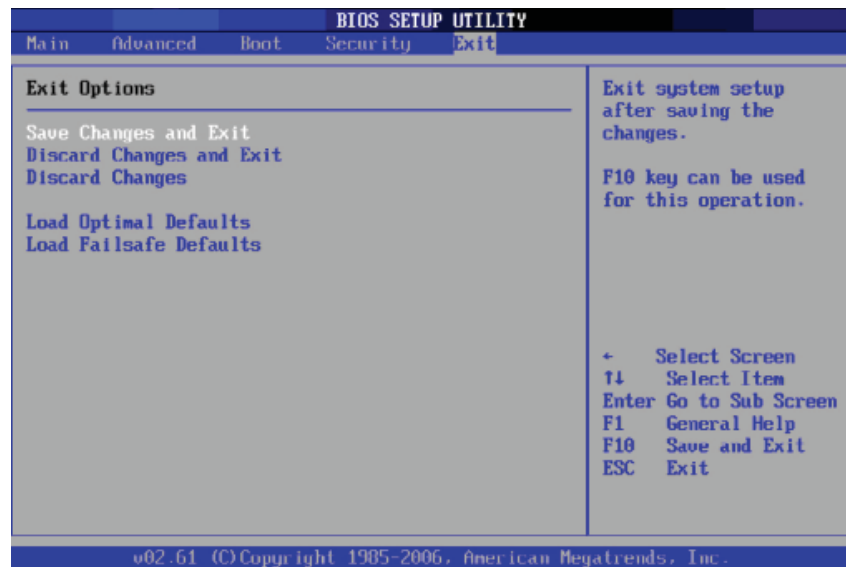 BIOS SETUP UTILITY
Main Advanced Boot Security Exit
Exit Options
Save Changes and Exit
Discard Changes and Exit
Discard Changes
Load Optimal Defaults
Load Failsafe Defaults
Exit system setup
after saving the
changes.
F10 key can be used
for this operation.
← Select Screen
↑↓ Select Item
Enter Go to Sub Screen
F1 General Help
F10 Save and Exit
ESC Exit
v02.61 (C)Copyright 1985-2006, American Megatrends, Inc.